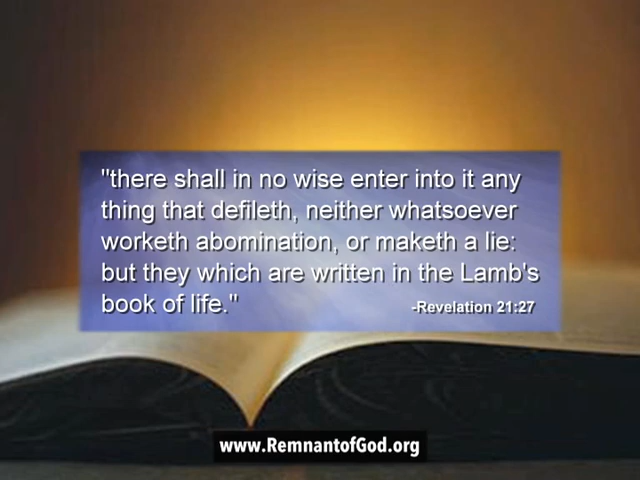 "there shall in no wise enter into it any
thing that defileth, neither whatsoever
worketh abomination, or maketh a lie:
but they which are written in the Lamb's
book of life."
-Revelation 21:27
www.RemnantofGod.org